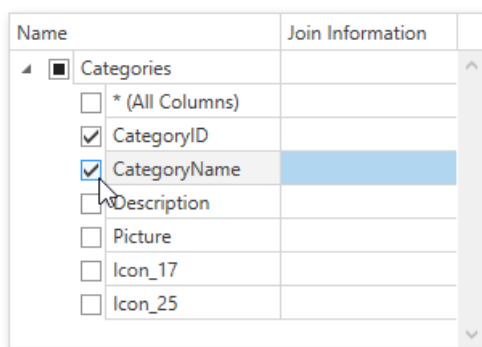 Name Join Information
Categories
* (All Columns)
CategoryID
CategoryName
Description
Picture
Icon_17
Icon_25